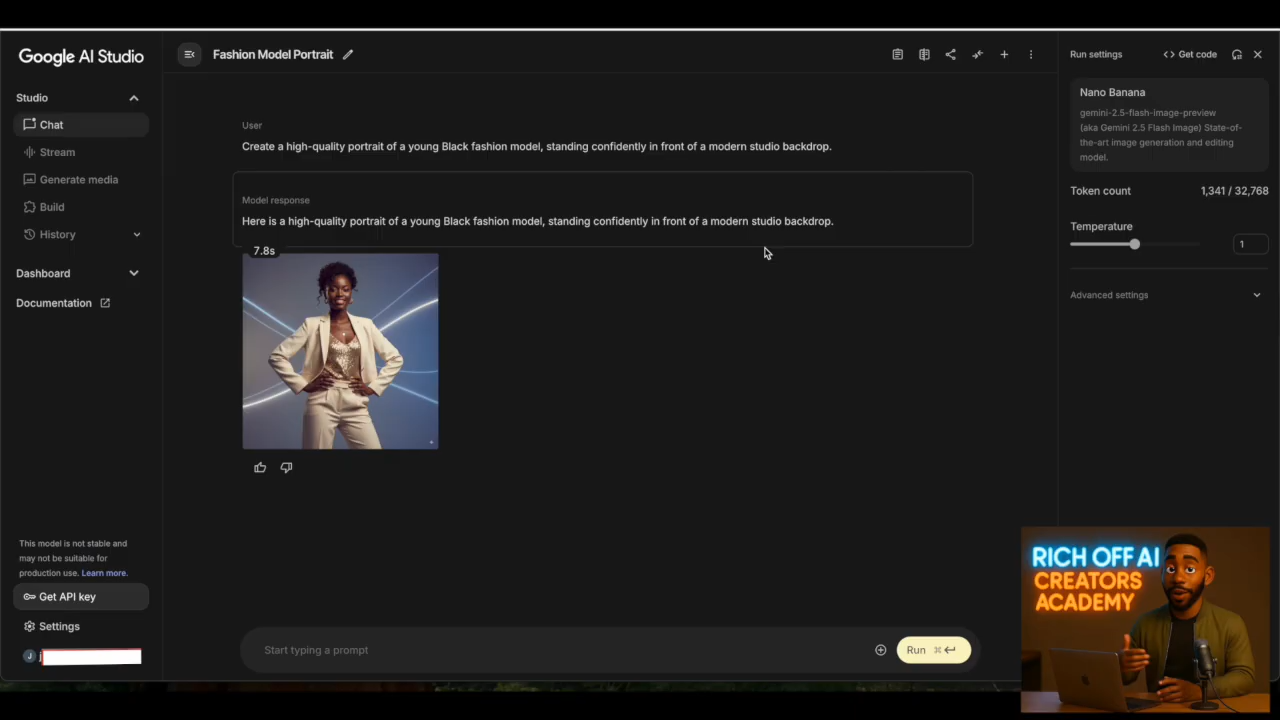 Google AI Studio
Studio
Chat
Stream
Generate media
Build
History
Dashboard
Documentation
This model is not stable and
may not be suitable for
production use. Learn more.
Get API key
Settings
J j
Fashion Model Portrait
User
Create a high-quality portrait of a young Black fashion model, standing confidently in front of a modern studio backdrop.
Model response
Here is a high-quality portrait of a young Black fashion model, standing confidently in front of a modern studio backdrop.
7.8s
Start typing a prompt
Run ⌘
Run settings
Get code
Nano Banana
gemini-2.5-flash-image-preview
(aka Gemini 2.5 Flash Image) State-of-
the-art image generation and editing
model.
Token count 1,341 / 32,768
Temperature
1
Advanced settings
RICH OFF AI
CREATORS
ACADEMY